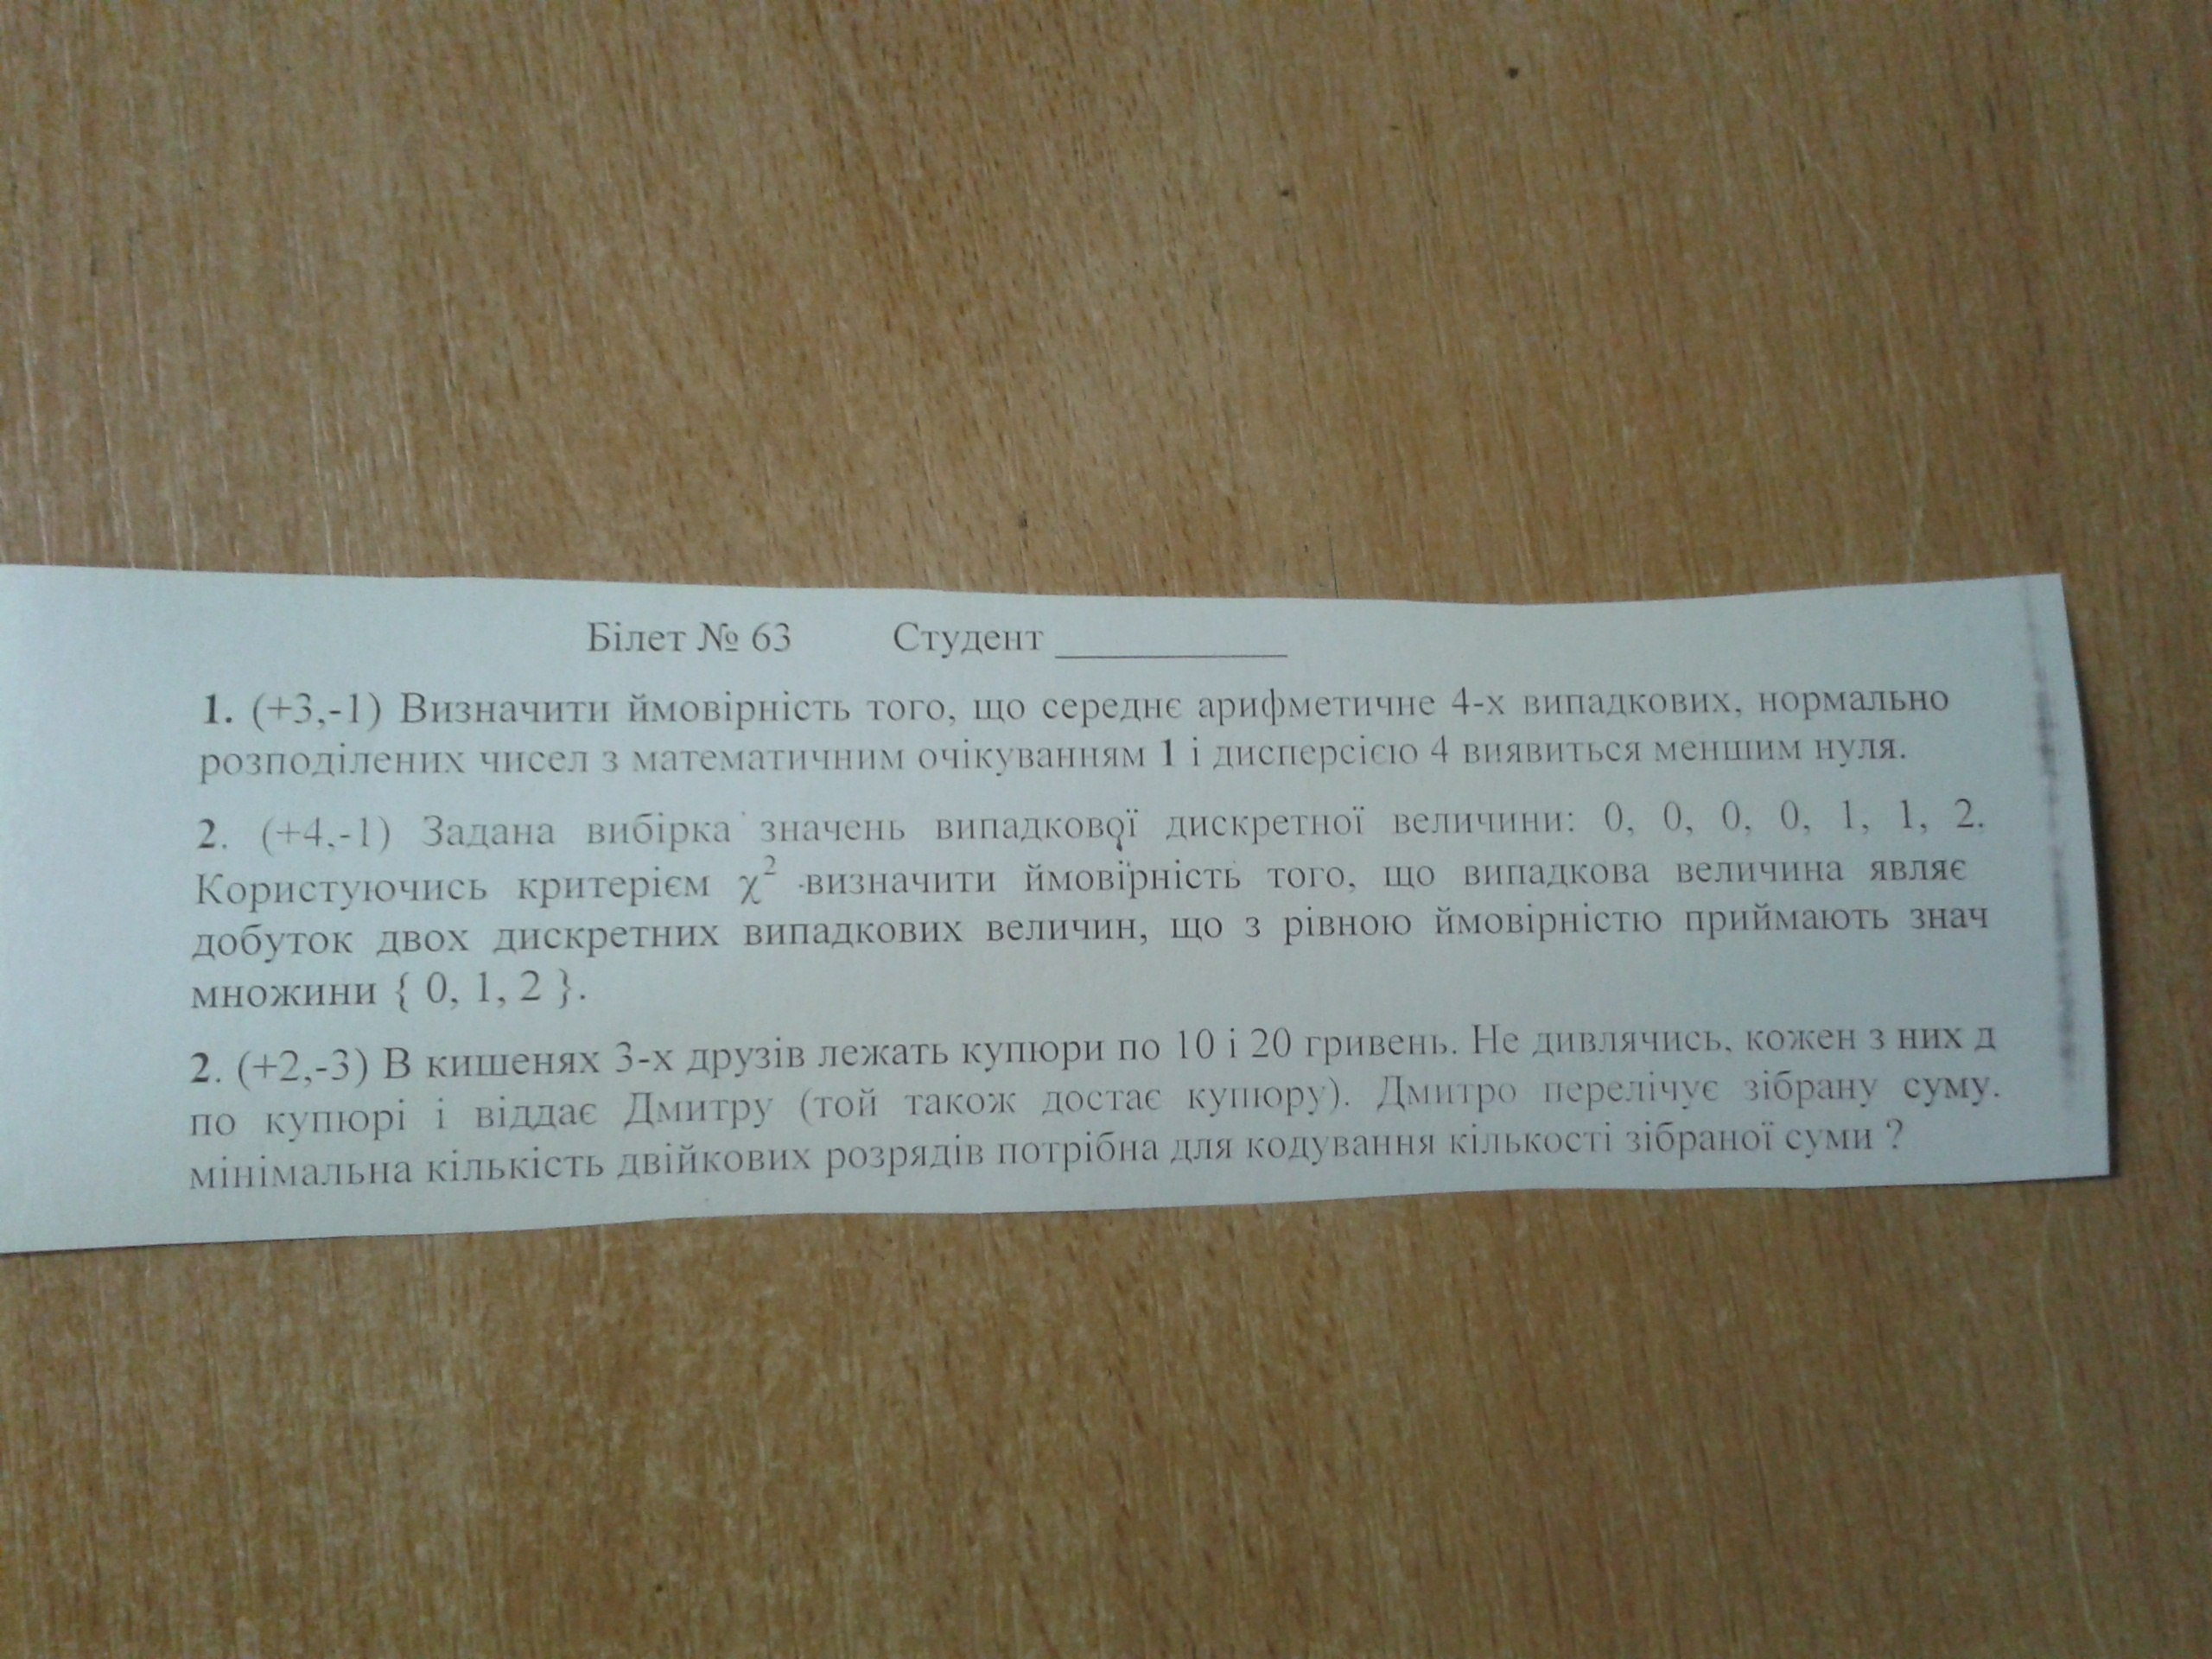 Білет № 63 Студент ____________
1. (+3,-1) Визначити ймовірність того, що середнє арифметичне 4-х випадкових, нормально
розподілених чисел з математичним очікуванням 1 і дисперсією 4 виявиться меншим нуля.
2. (+4,-1) Задана вибірка значень випадкової дискретної величини: 0, 0, 0, 0, 1, 1, 2.
Користуючись критерієм χ² визначити ймовірність того, що випадкова величина являє
добуток двох дискретних випадкових величин, що з рівною ймовірністю приймають знач
множини { 0, 1, 2 }.
2. (+2,-3) В кишенях 3-х друзів лежать купюри по 10 і 20 гривень. Не дивлячись, кожен з них д
по купюрі і віддає Дмитру (той також достає купюру). Дмитро перелічує зібрану суму.
мінімальна кількість двійкових розрядів потрібна для кодування кількості зібраної суми ?